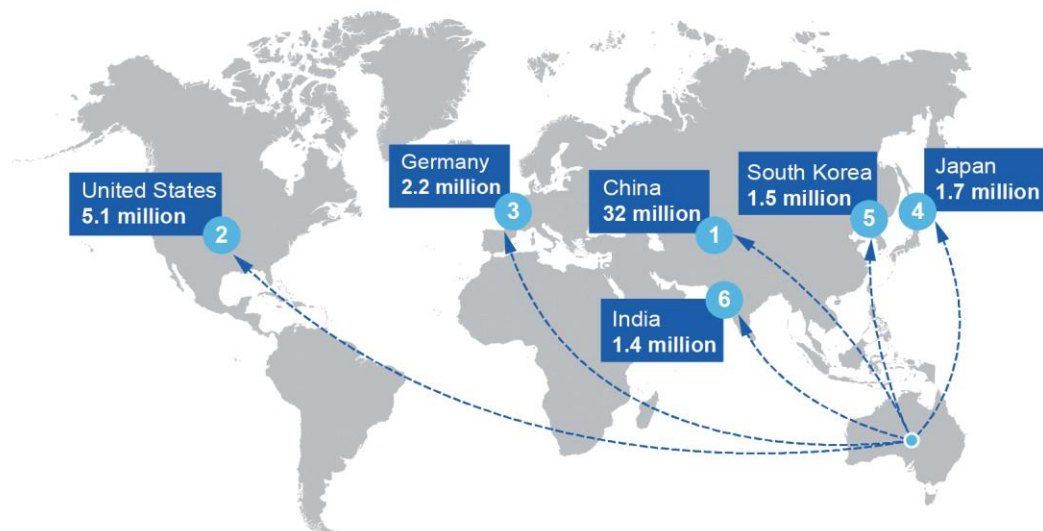 United States
5.1 million
2
Germany
2.2 million
3
China
32 million
1
South Korea
1.5 million
5
Japan
1.7 million
4
India
1.4 million
6